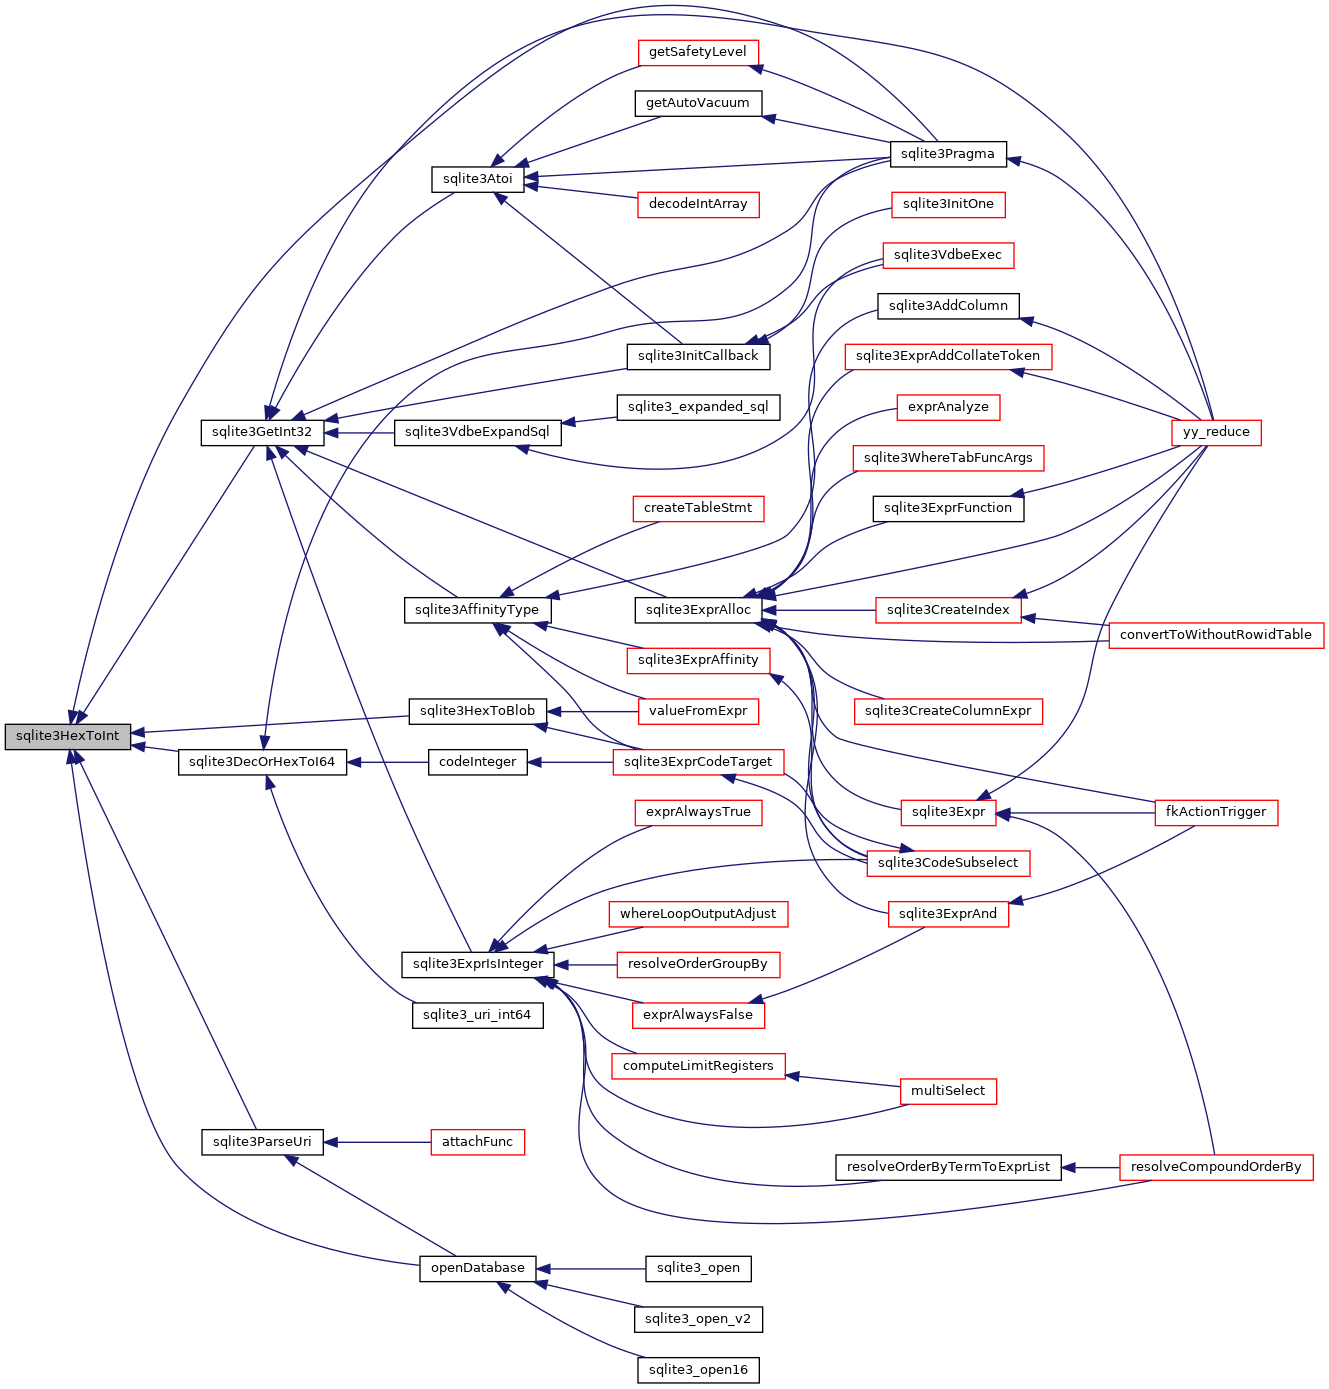 getSafetyLevel
getAutoVacuum
sqlite3Pragma
sqlite3Atoi
decodeIntArray
sqlite3InitOne
sqlite3VdbeExec
sqlite3AddColumn
sqlite3InitCallback
sqlite3ExprAddCollateToken
sqlite3_expanded_sql
exprAnalyze
sqlite3GetInt32
sqlite3VdbeExpandSql
yy_reduce
sqlite3WhereTabFuncArgs
createTableStmt
sqlite3ExprFunction
sqlite3AffinityType
sqlite3ExprAlloc
sqlite3CreateIndex
convertToWithoutRowidTable
sqlite3ExprAffinity
sqlite3HexToBlob
valueFromExpr
sqlite3CreateColumnExpr
sqlite3HexToInt
sqlite3DecOrHexToI64
codeInteger
sqlite3ExprCodeTarget
exprAlwaysTrue
sqlite3Expr
fkActionTrigger
sqlite3CodeSubselect
whereLoopOutputAdjust
sqlite3ExprAnd
sqlite3ExprIsInteger
resolveOrderGroupBy
sqlite3_uri_int64
exprAlwaysFalse
computeLimitRegisters
multiSelect
sqlite3ParseUri
attachFunc
resolveOrderByTermToExprList
resolveCompoundOrderBy
openDatabase
sqlite3_open
sqlite3_open_v2
sqlite3_open16